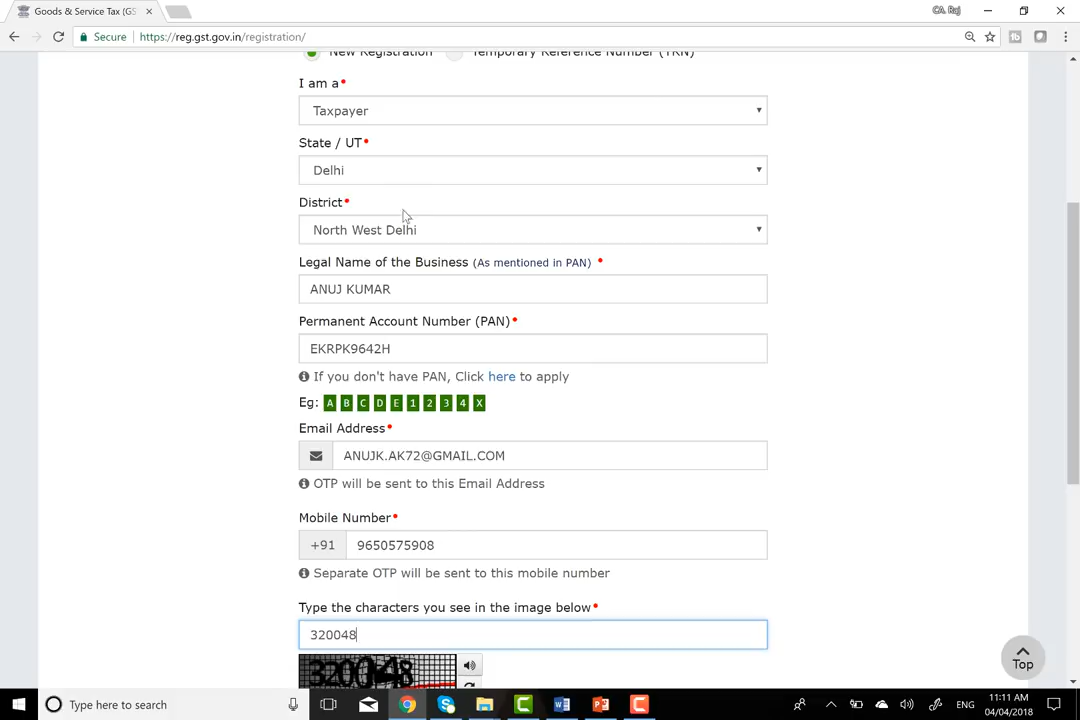 Goods & Service Tax (GS
CA. Raj
Secure
https://reg.gst.gov.in/registration/
New Registration
Temporary Reference Number (TRN)
I am a*
Taxpayer
State / UT*
Delhi
District*
North West Delhi
Legal Name of the Business (As mentioned in PAN) *
ANUJ KUMAR
Permanent Account Number (PAN)*
EKRPK9642H
If you don't have PAN, Click here to apply
Eg: A B C D E 1 2 3 4 X
Email Address*
ANUJK.AK72@GMAIL.COM
OTP will be sent to this Email Address
Mobile Number*
+91 9650575908
Separate OTP will be sent to this mobile number
Type the characters you see in the image below*
320048
320048
Top
Type here to search
ENG
11:11 AM
04/04/2018